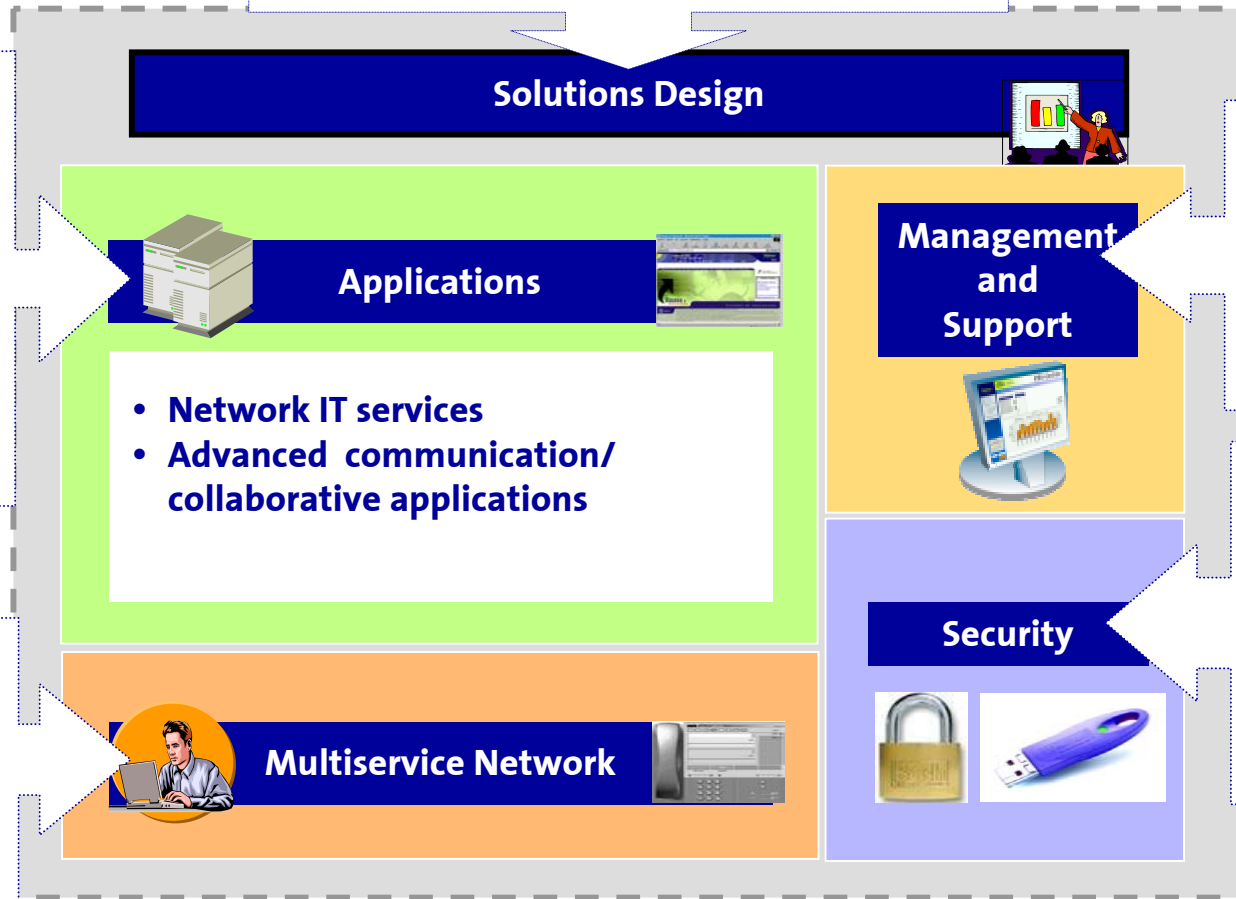 Solutions Design
Applications
• Network IT services
• Advanced communication/
collaborative applications
Management
and
Support
Security
Multiservice Network